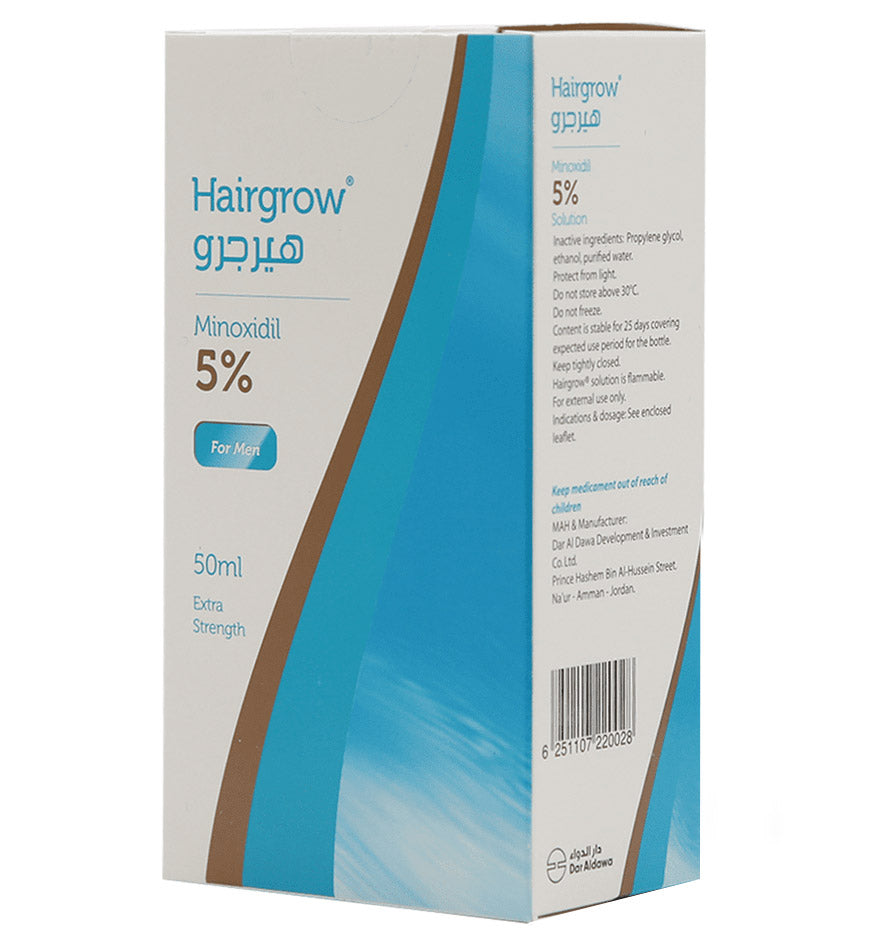 Hairgrow®
هيرجرو
Minoxidil
5%
For Men
50ml
Extra
Strength
Hairgrow®
هيرجرو
Minoxidil
5%
Solution
Inactive ingredients: Propylene glycol,
ethanol, purified water.
Protect from light.
Do not store above 30°C.
Do not freeze.
Content is stable for 25 days covering
expected use period for the bottle.
Keep tightly closed.
Hairgrow® solution is flammable.
For external use only.
Indications & dosage: See enclosed
leaflet.
Keep medicament out of reach of
children
MAH & Manufacturer:
Dar Al Dawa Development & Investment
Co. Ltd.
Prince Hashem Bin Al-Hussein Street,
Na'ur - Amman - Jordan.
6 251107 220028
دار الدواء
Dar Aldawa